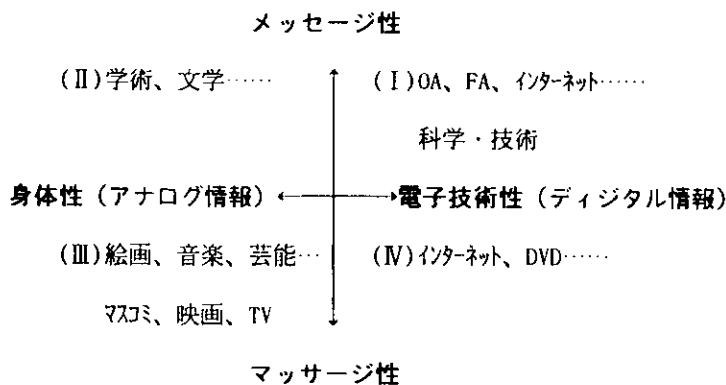 メッセージ性
(Ⅱ)学術、文学…… (Ⅰ)OA、FA、インターネット……
科学・技術
身体性(アナログ情報) 電子技術性(ディジタル情報)
(Ⅲ)絵画、音楽、芸能… (Ⅳ)インターネット、DVD……
マスコミ、映画、TV
マッサージ性